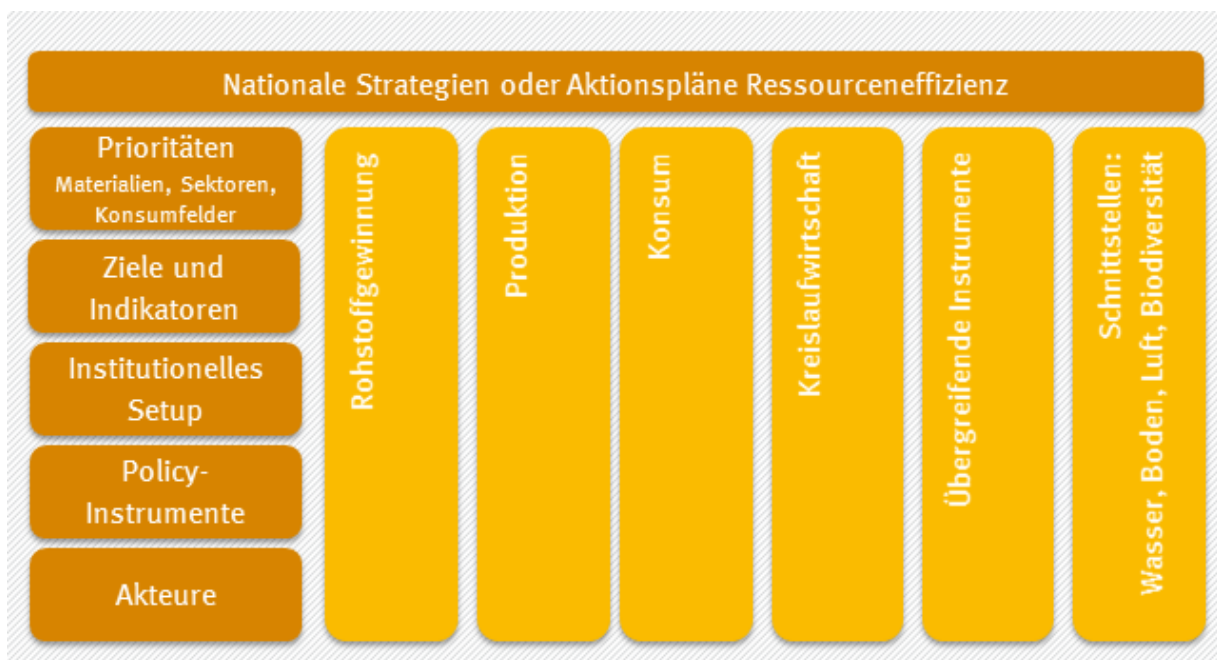 Nationale Strategien oder Aktionspläne Ressourceneffizienz
Prioritäten
Materialien, Sektoren,
Konsumfelder
Ziele und
Indikatoren
Institutionelles
Setup
Policy-
Instrumente
Akteure
Rohstoffgewinnung
Produktion
Konsum
Kreislaufwirtschaft
Übergreifende Instrumente
Schnittstellen:
Wasser, Boden, Luft, Biodiversität